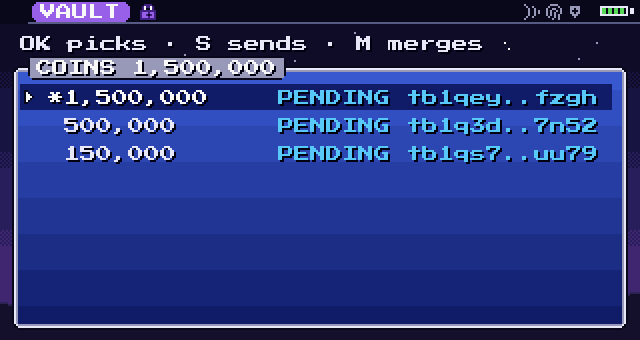 VAULT
OK picks · S sends · M merges
COINS 1,500,000
*1,500,000 PENDING tb1qey..fzgh
500,000 PENDING tb1q3d..7n52
150,000 PENDING tb1qs7..uu79